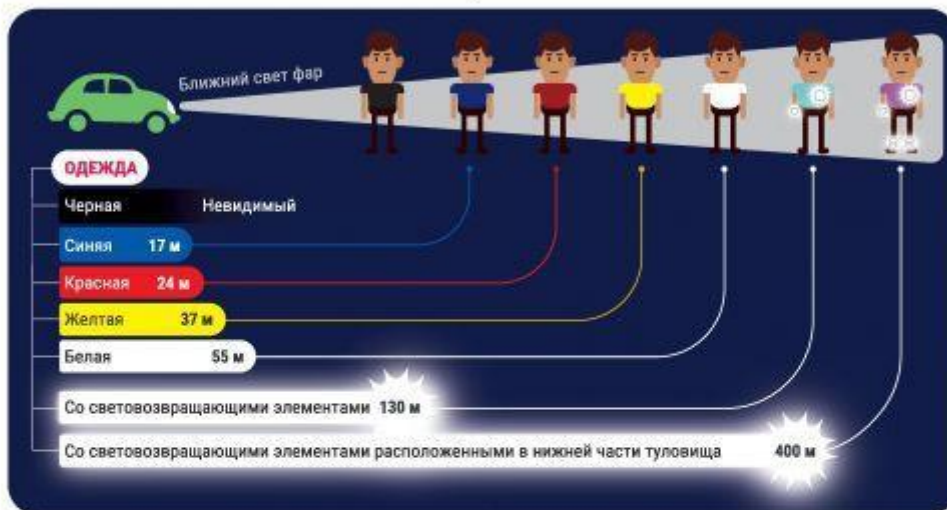 Ближний свет фар
ОДЕЖДА
Черная Невидимый
Синяя 17 м
Красная 24 м
Желтая 37 м
Белая 55 м
Со световозвращающими элементами 130 м
Со световозвращающими элементами расположенными в нижней части туловища 400 м